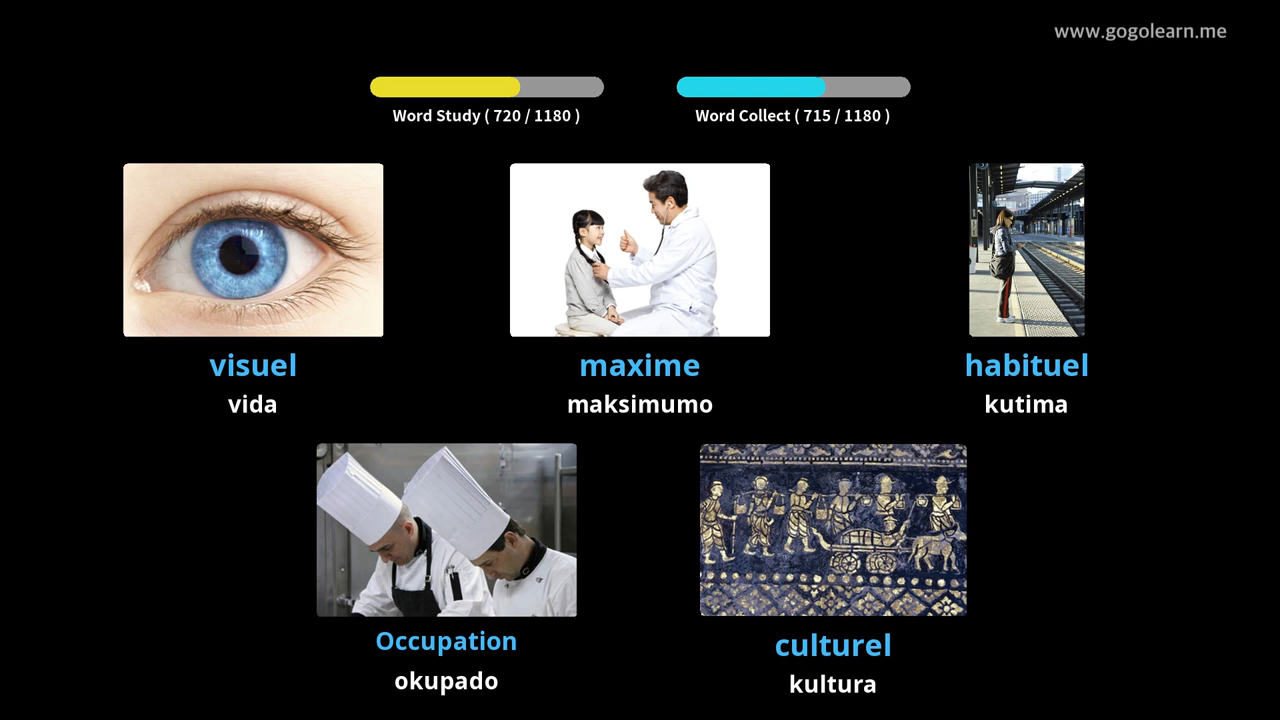 www.gogolearn.me
Word Study ( 720 / 1180 )
Word Collect ( 715 / 1180 )
visuel
vida
maxime
maksimumo
habituel
kutima
Occupation
okupado
culturel
kultura